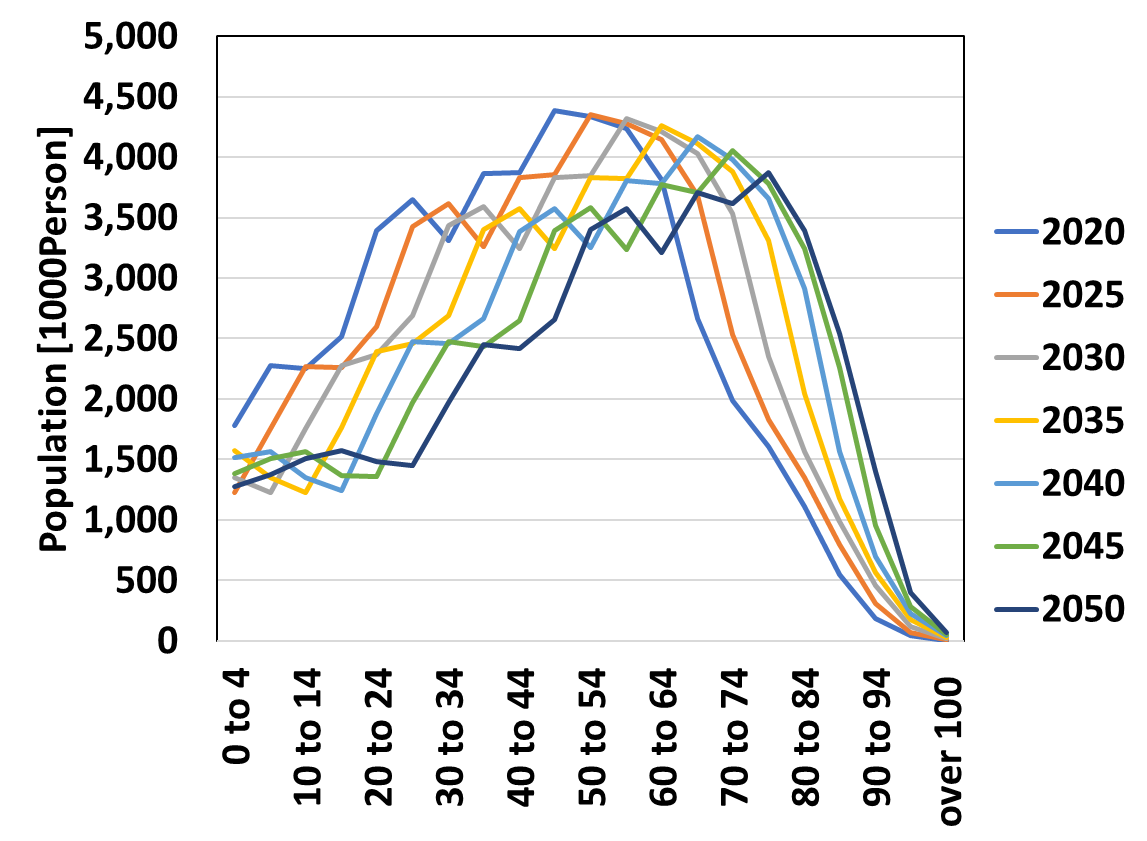 5,000
4,500
4,000
3,500
3,000
2,500
2,000
1,500
1,000
500
0
Population [1000Person]
0 to 4
10 to 14
20 to 24
30 to 34
40 to 44
50 to 54
60 to 64
70 to 74
80 to 84
90 to 94
over 100
2020
2025
2030
2035
2040
2045
2050